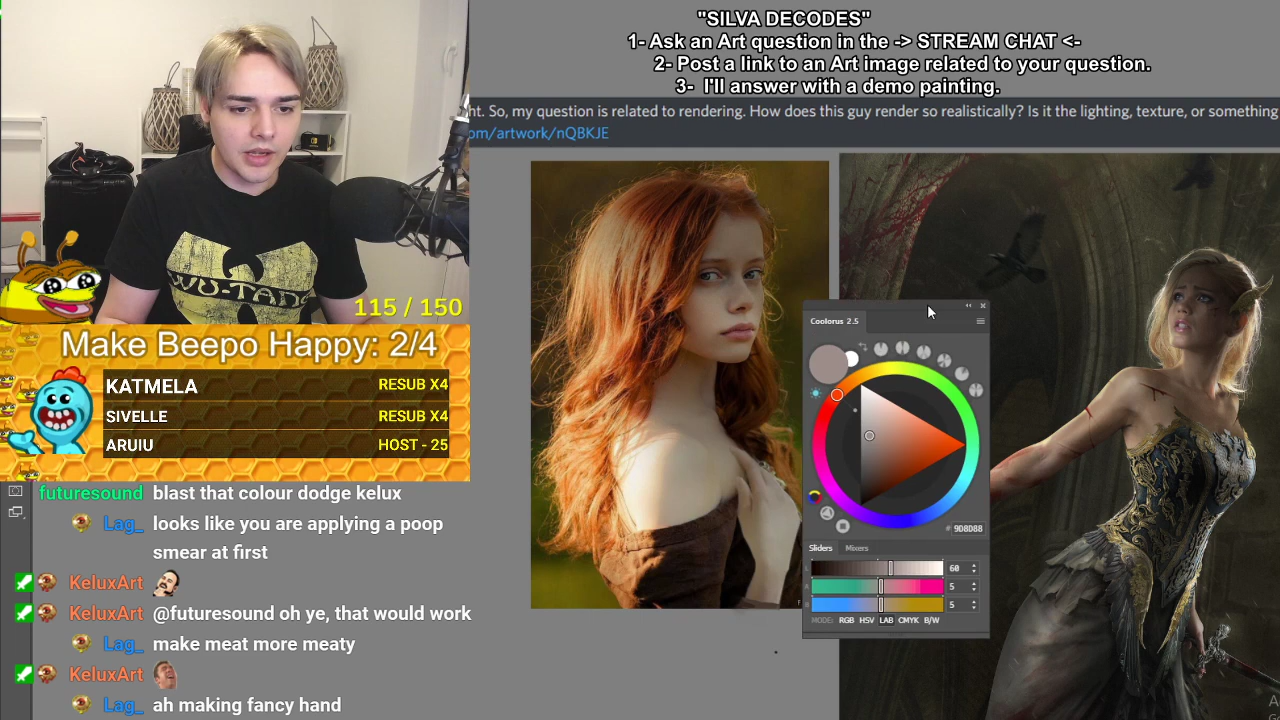 "SILVA DECODES"
1- Ask an Art question in the -> STREAM CHAT <-
2- Post a link to an Art image related to your question.
3- I'll answer with a demo painting.
ht. So, my question is related to rendering. How does this guy render so realistically? Is it the lighting, texture, or something
om/artwork/nQBKJE
WU-TANG
115 / 150
Make Beepo Happy: 2/4
KATMELA RESUB X4
SIVELLE RESUB X4
ARUIU HOST - 25
futuresound blast that colour dodge kelux
Lag_ looks like you are applying a poop
smear at first
KeluxArt
KeluxArt @futuresound oh ye, that would work
Lag_ make meat more meaty
KeluxArt
Lag_ ah making fancy hand
Coolorus 2.5
# 9D8D88
Sliders Mixers
L 60
5
5
MODE: RGB HSV LAB CMYK B/W